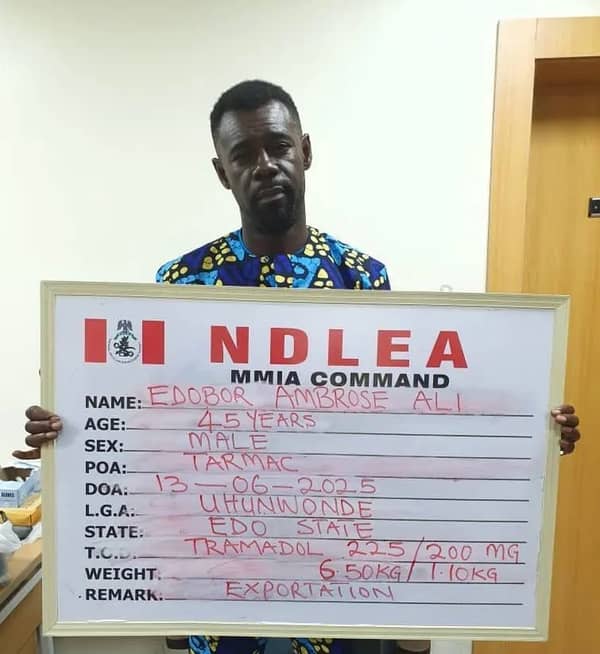 NDLEA
MMIA COMMAND
NAME: EDOBOR AMBROSE ALI
AGE: 45 YEARS
SEX: MALE
POA: TARMAC
DOA: 13-06-2025
L.G.A: UHUNWONDE
STATE: EDO STATE
T.O.D: TRAMADOL 225/200 MG
WEIGHT: 6.50KG/1.10KG
REMARK: EXPORTATION